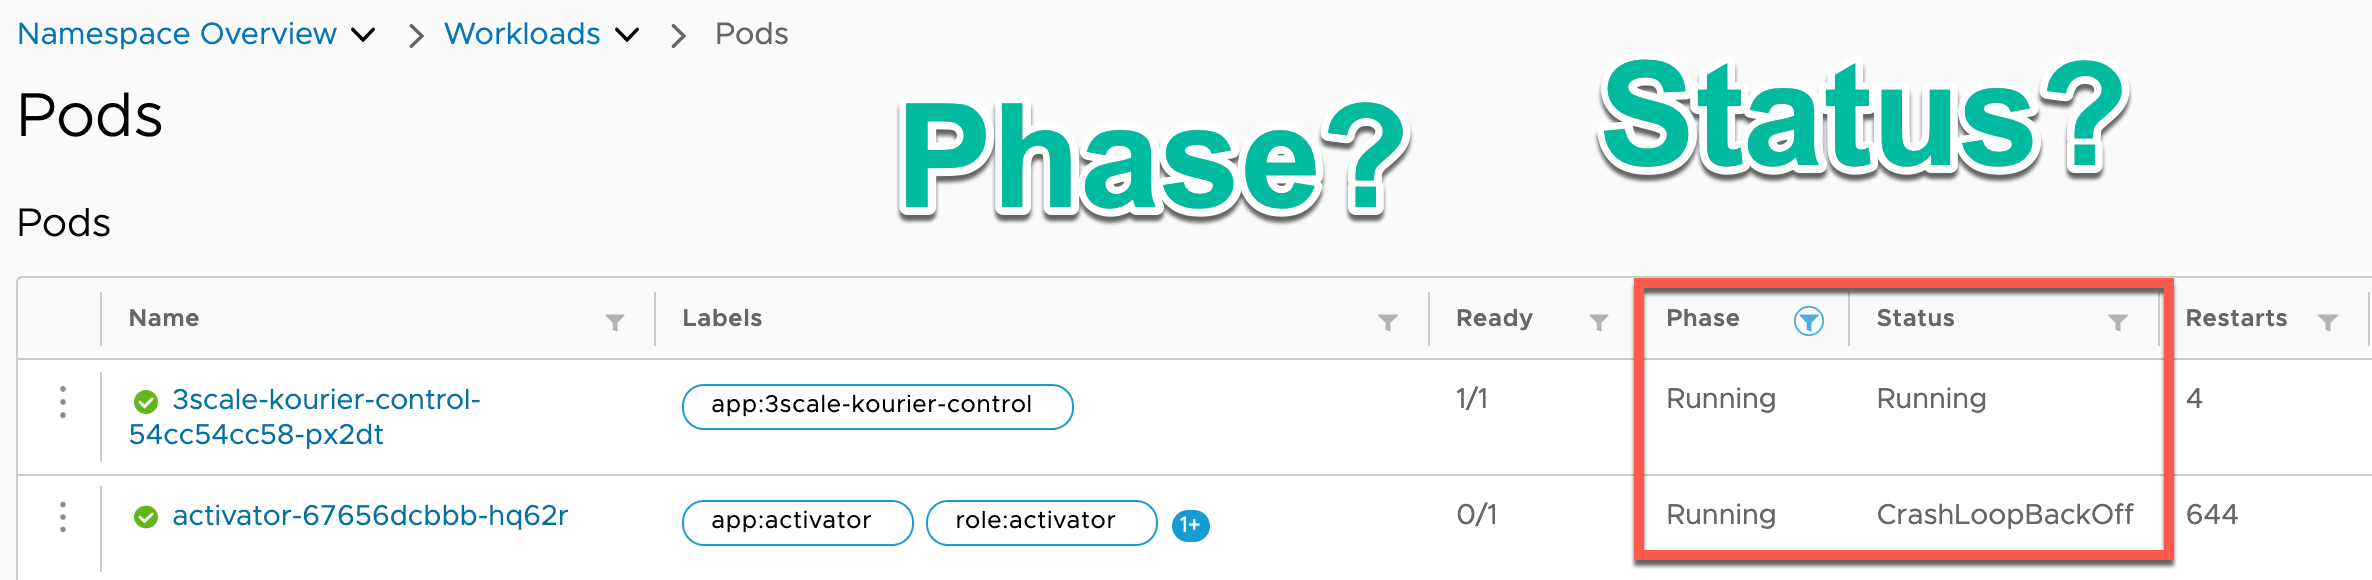 Namespace Overview > Workloads > Pods
Pods
Phase? Status?
Pods
Name Labels Ready Phase Status Restarts
3scale-kourier-control-
54cc54cc58-px2dt
app:3scale-kourier-control 1/1 Running Running 4
activator-67656dcbbb-hq62r app:activator role:activator 1+ 0/1 Running CrashLoopBackOff 644